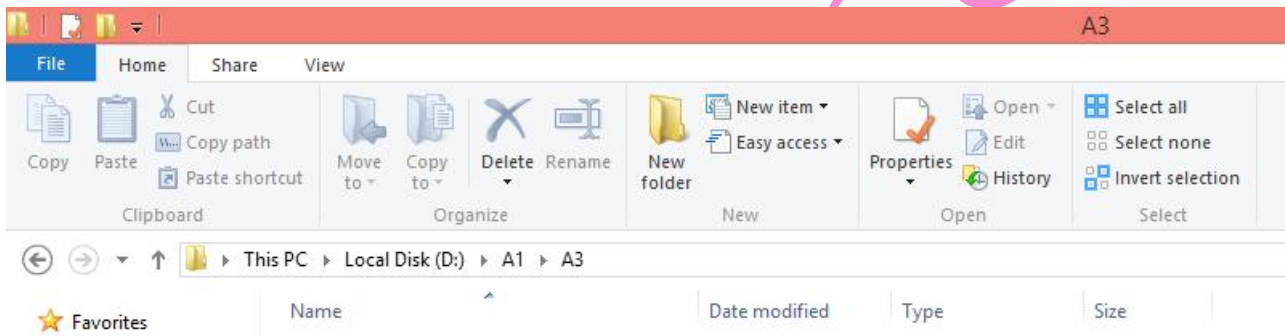 A3
File Home Share View
Copy
Paste
Cut
Copy path
Paste shortcut
Move to
Copy to
Delete
Rename
New folder
New item
Easy access
Properties
Open
Edit
History
Select all
Select none
Invert selection
Clipboard Organize New Open Select
This PC Local Disk (D:) A1 A3
Favorites Name Date modified Type Size